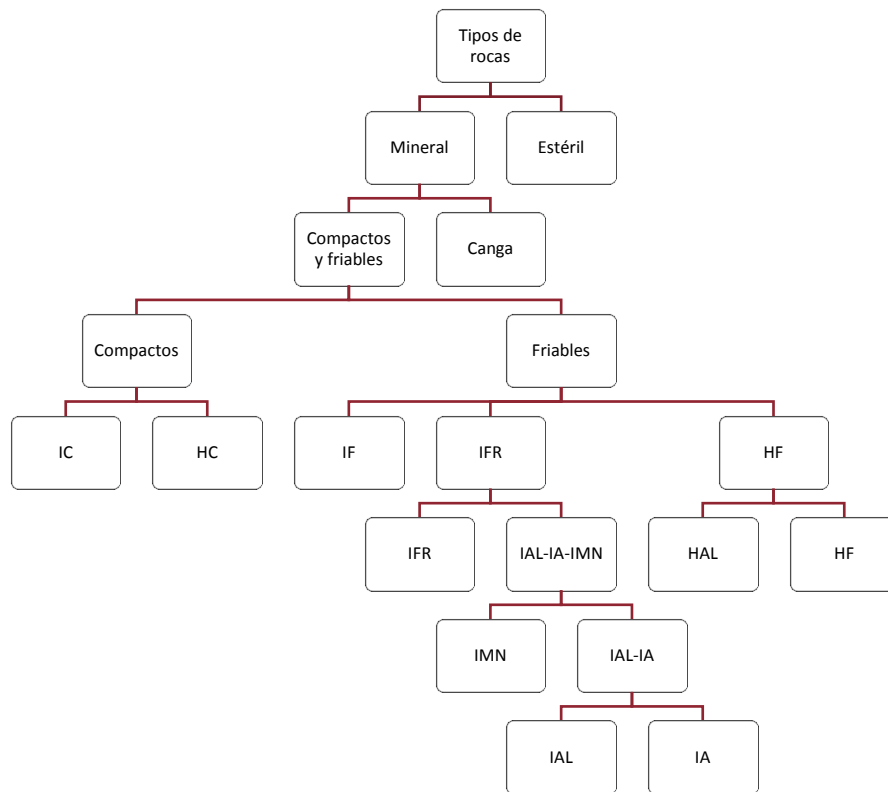 Tipos de
rocas
Mineral
Estéril
Compactos
y friables
Canga
Compactos
Friables
IC
HC
IF
IFR
HF
IFR
IAL-IA-IMN
HAL
HF
IMN
IAL-IA
IAL
IA